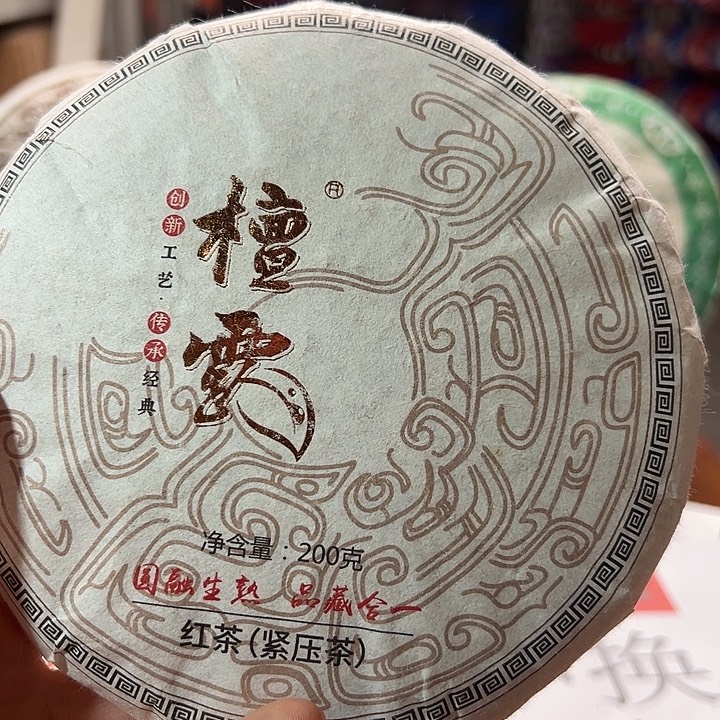 檀
创新工艺·传承经典
净含量：200克
圆融生熟 品藏合一
红茶(紧压茶)
换